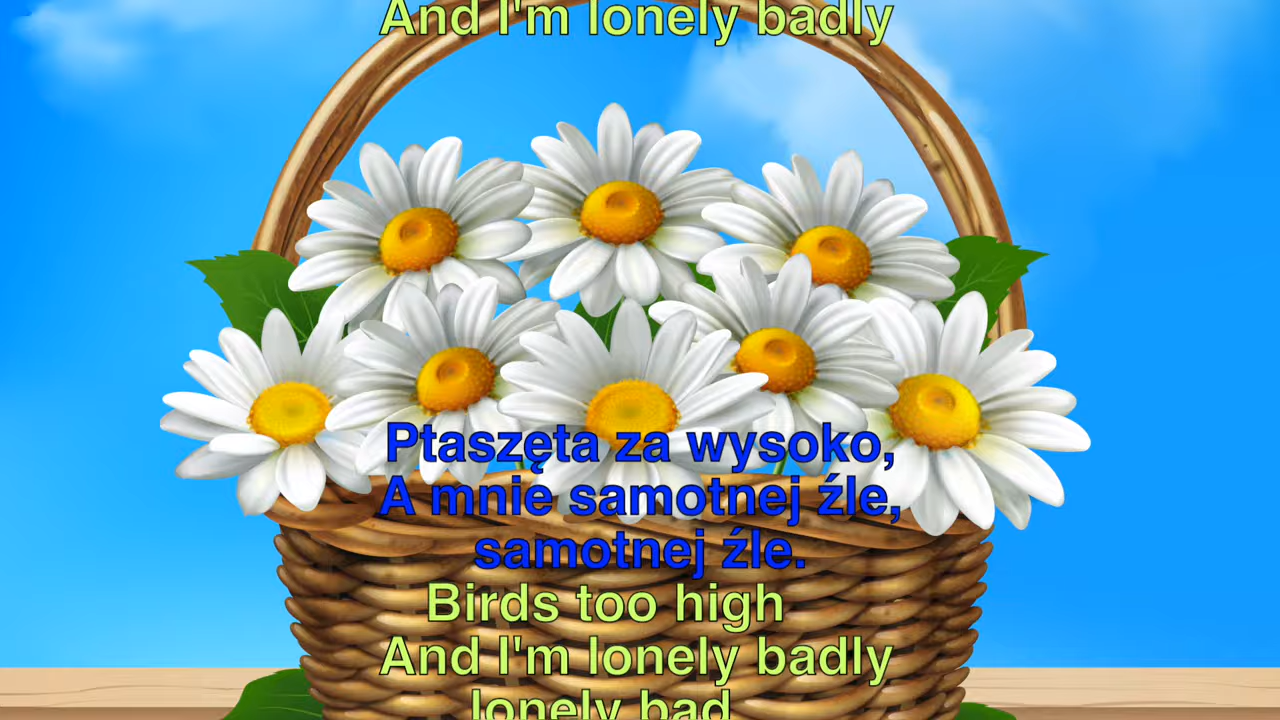 And I'm lonely badly
Ptaszęta za wysoko,
A mnie samotnej źle,
samotnej źle.
Birds too high
And I'm lonely badly
lonely bad